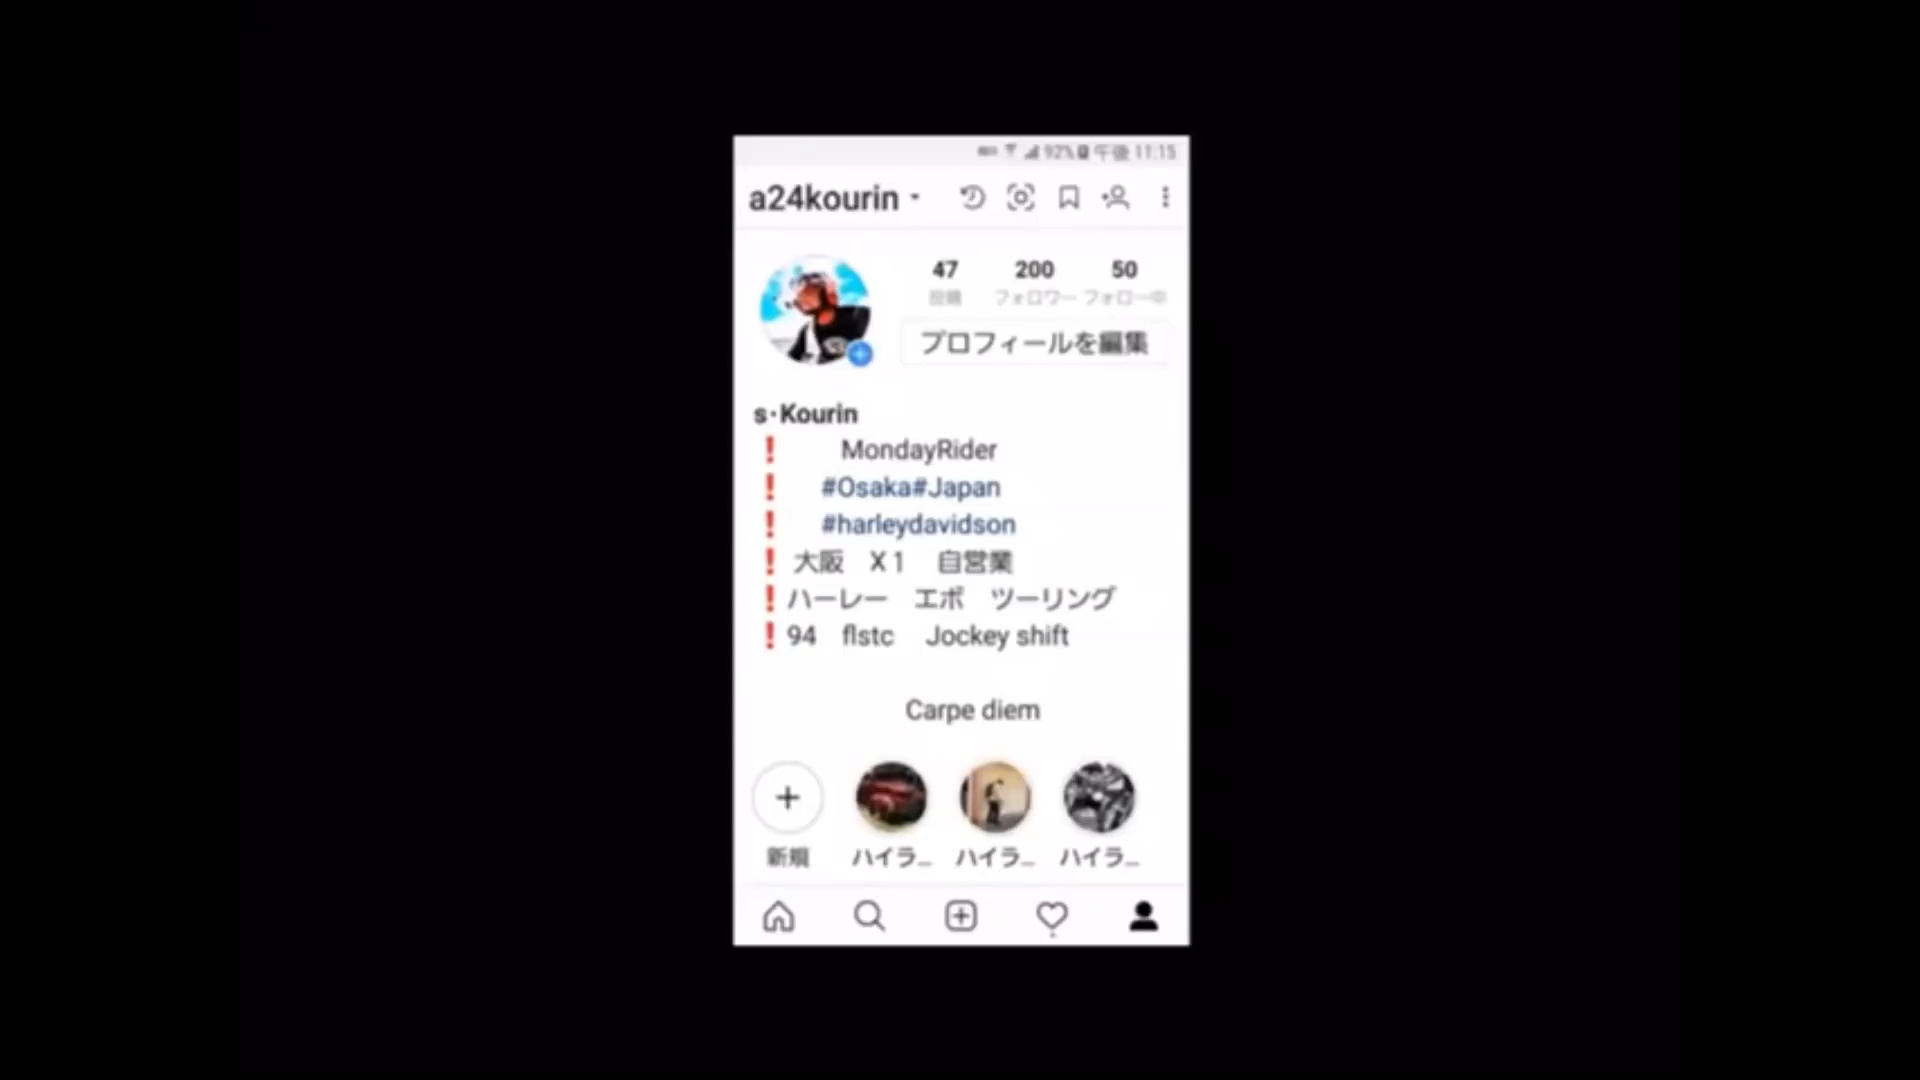 92% 午後 11:15
a24kourin
47 200 50
投稿 フォロワー フォロー中
プロフィールを編集
s·Kourin
❗ MondayRider
❗ #Osaka#Japan
❗ #harleydavidson
❗ 大阪 X1 自営業
❗ハーレー エボ ツーリング
❗94 flstc Jockey shift
Carpe diem
新規 ハイラ... ハイラ... ハイラ...